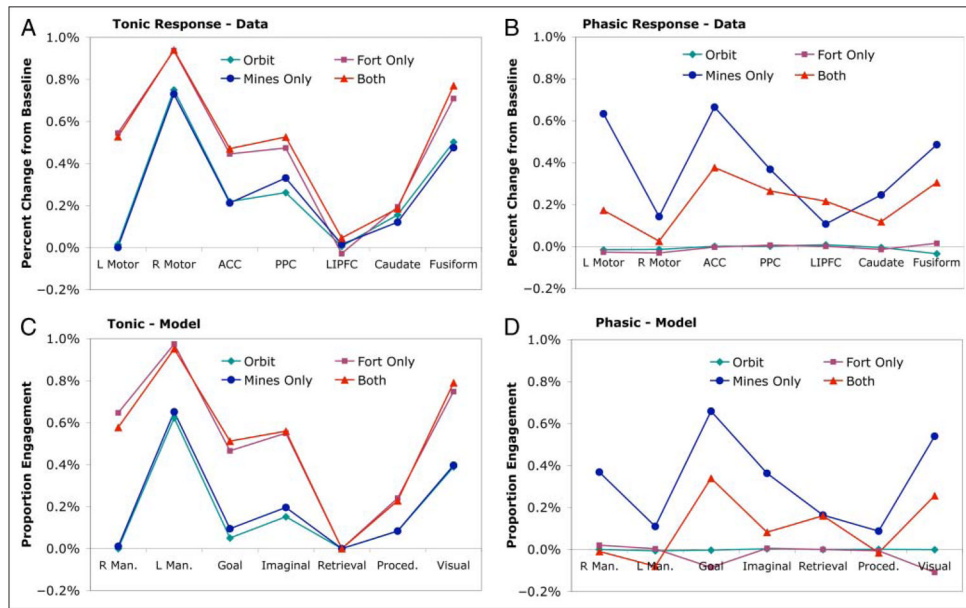 A
Tonic Response - Data
Percent Change from Baseline
1.0%
0.8%
0.6%
0.4%
0.2%
0.0%
−0.2%
Orbit
Fort Only
Mines Only
Both
L Motor R Motor ACC PPC LIPFC Caudate Fusiform
B
Phasic Response - Data
Percent Change from Baseline
1.0%
0.8%
0.6%
0.4%
0.2%
0.0%
−0.2%
Orbit
Fort Only
Mines Only
Both
L Motor R Motor ACC PPC LIPFC Caudate Fusiform
C
Tonic - Model
Proportion Engagement
1.0%
0.8%
0.6%
0.4%
0.2%
0.0%
−0.2%
Orbit
Fort Only
Mines Only
Both
R Man. L Man. Goal Imaginal Retrieval Proced. Visual
D
Phasic - Model
Proportion Engagement
1.0%
0.8%
0.6%
0.4%
0.2%
0.0%
−0.2%
Orbit
Fort Only
Mines Only
Both
R Man. L Man. Goal Imaginal Retrieval Proced. Visual